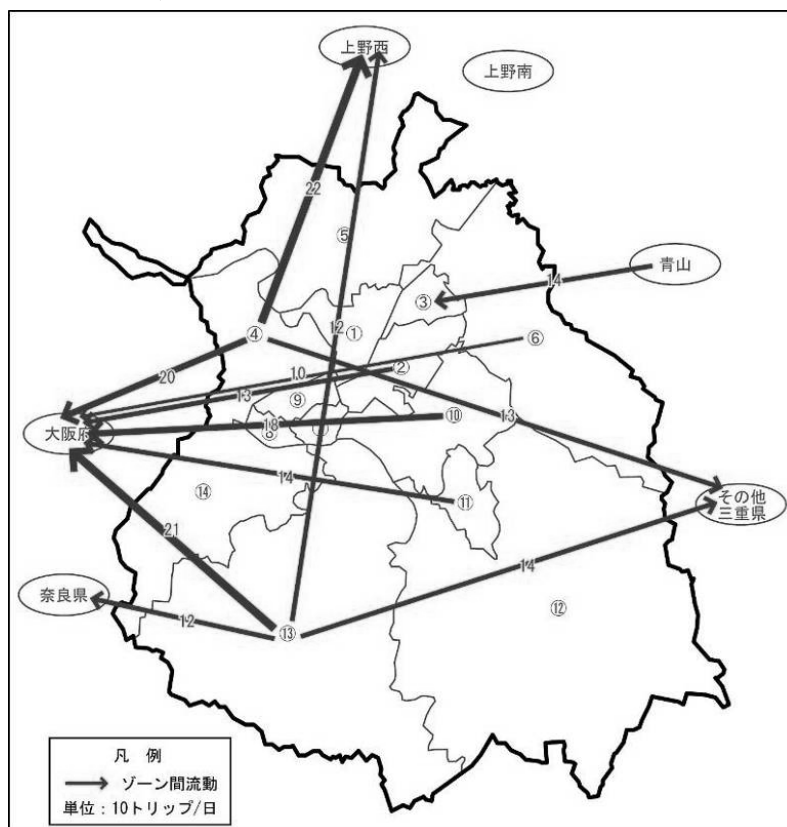 上野西
上野南
22
⑤
青山
14
③
12
①
④
⑥
②
10
20
13
⑨
13
⑩
大阪府
18
⑧
14
⑭
⑪
その他
三重県
21
14
奈良県
12
⑬
⑫
凡 例
ゾーン間流動
単位:10トリップ/日